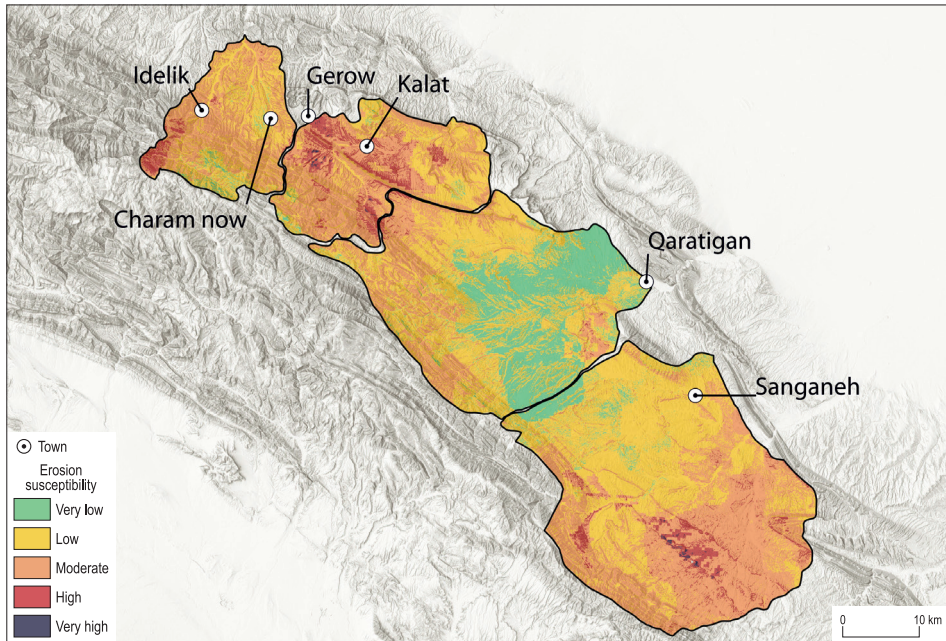 Idelik
Gerow
Kalat
Charam now
Qaratigan
Sanganeh
Town
Erosion
susceptibility
Very low
Low
Moderate
High
Very high
0 10 km